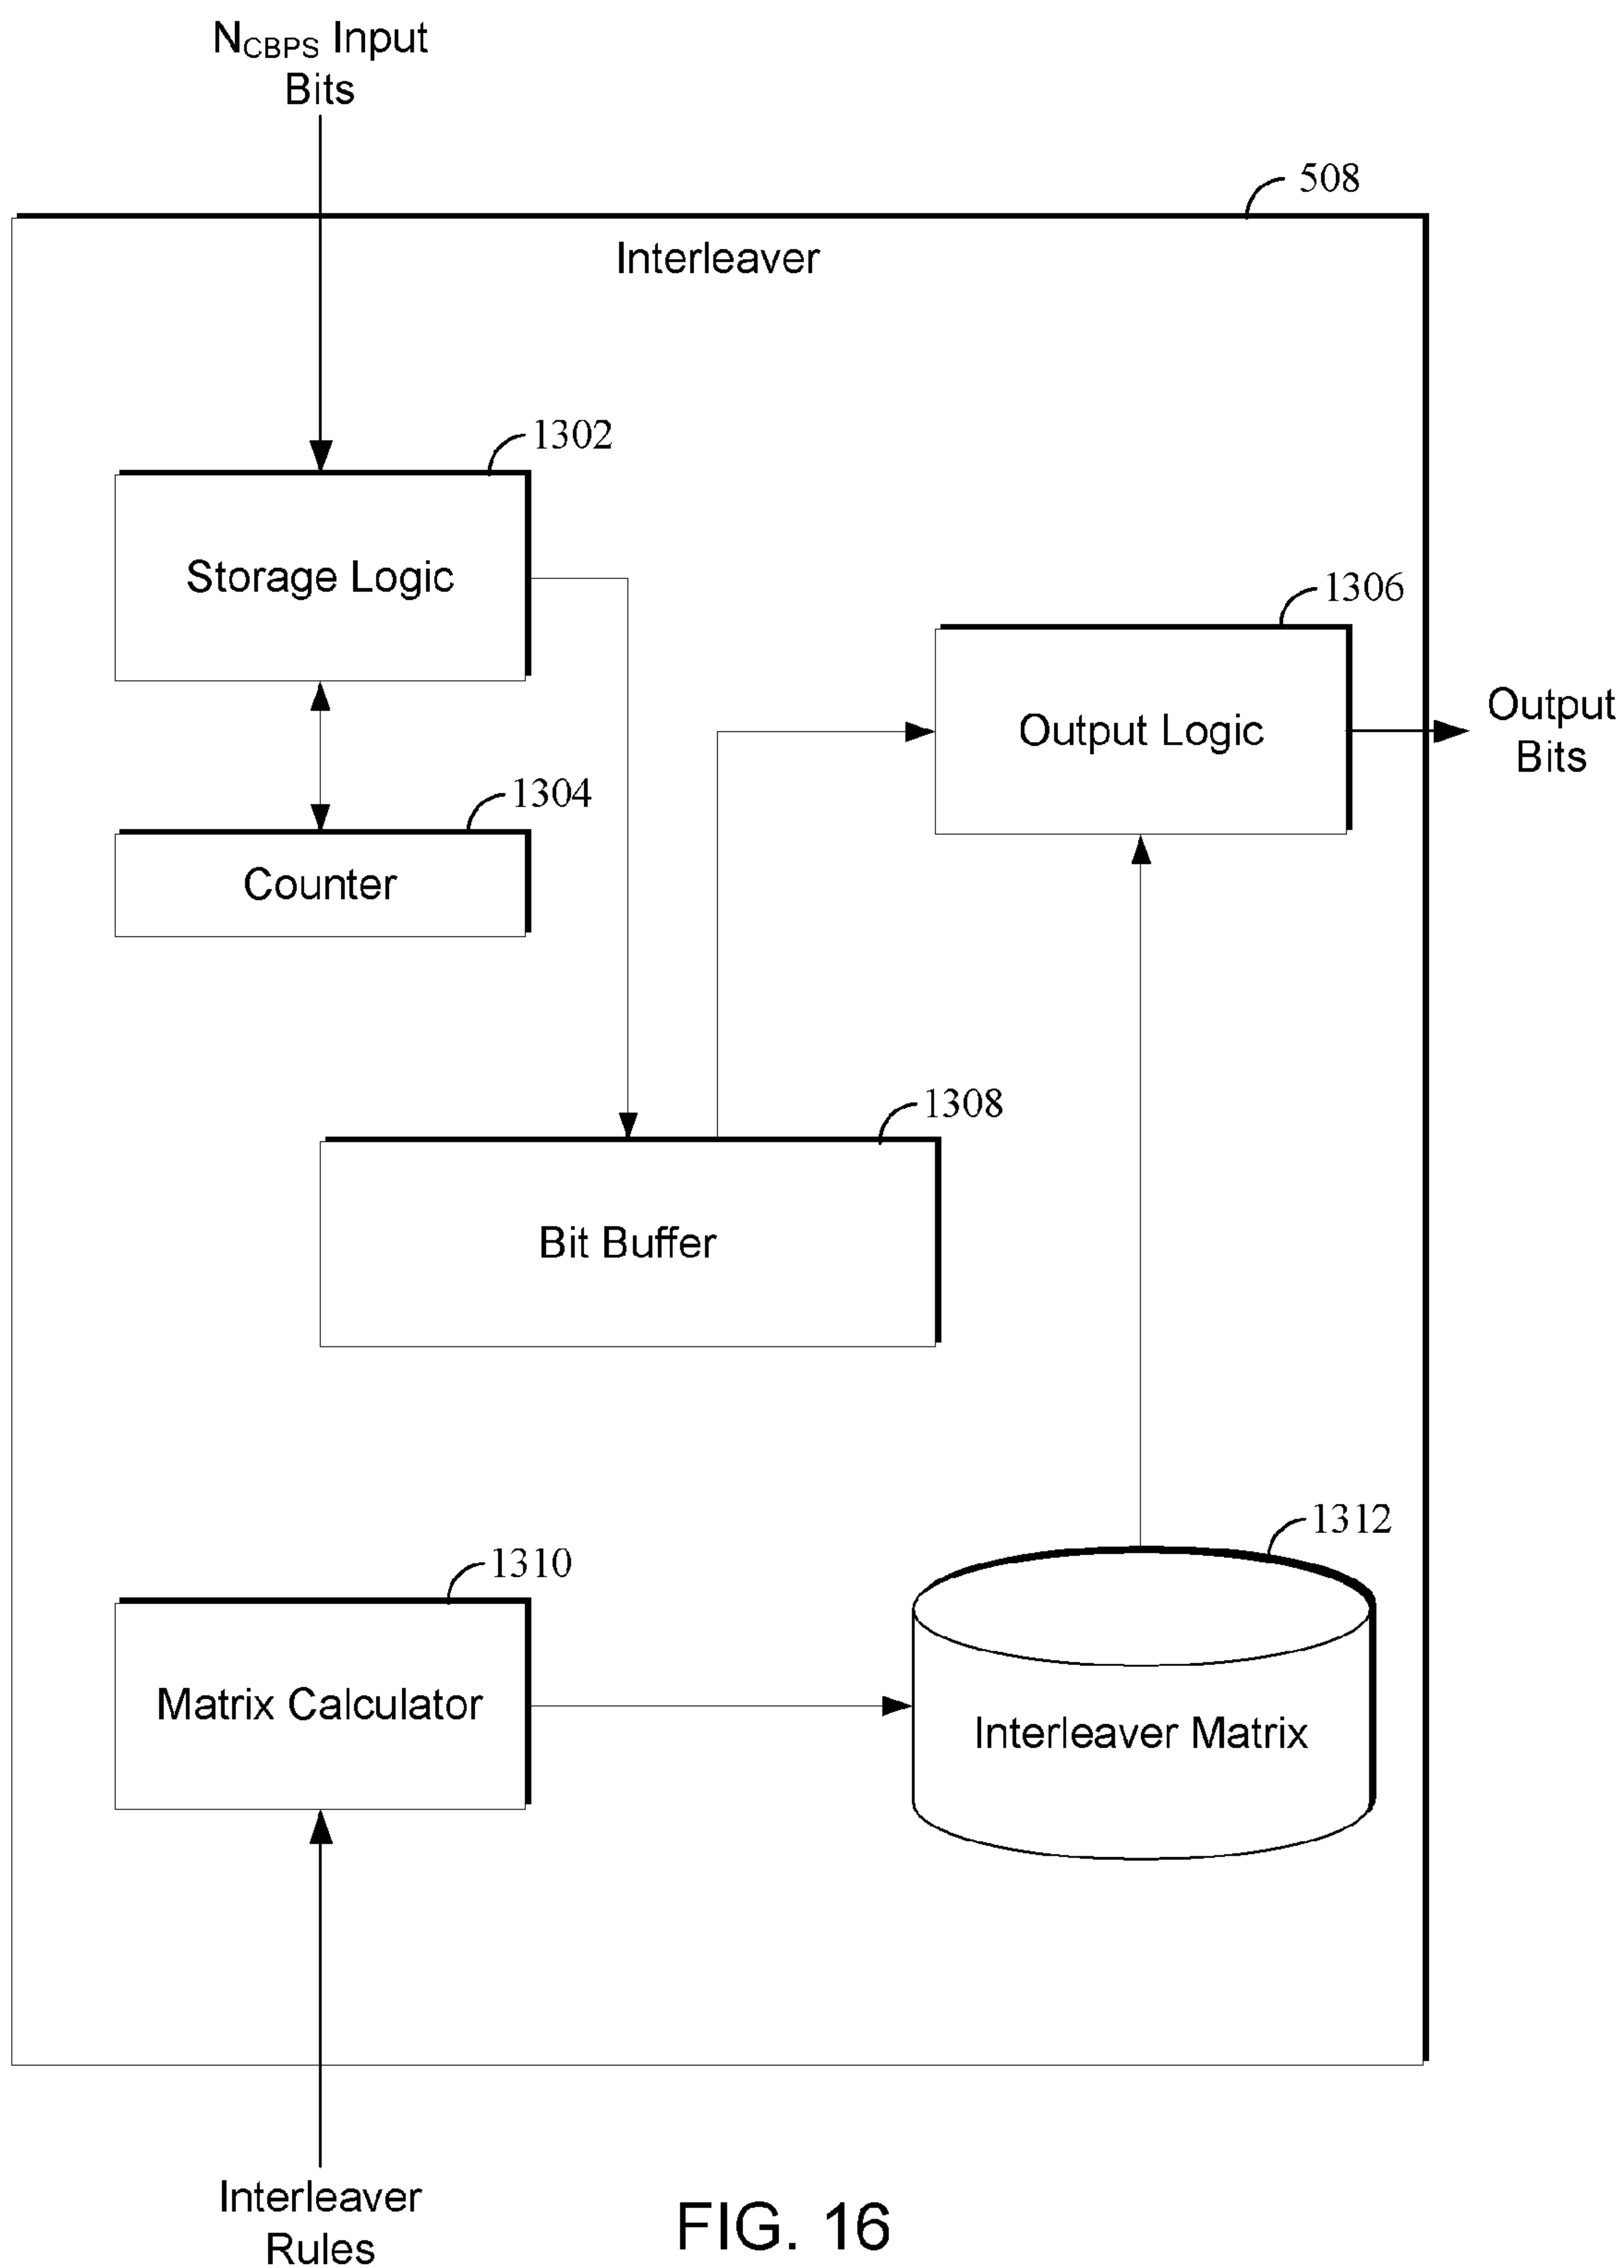 N_CBPS Input
Bits
508
Interleaver
1302
Storage Logic
1306
Output Logic
Output
Bits
1304
Counter
1308
Bit Buffer
1312
1310
Matrix Calculator
Interleaver Matrix
Interleaver
Rules
FIG. 16